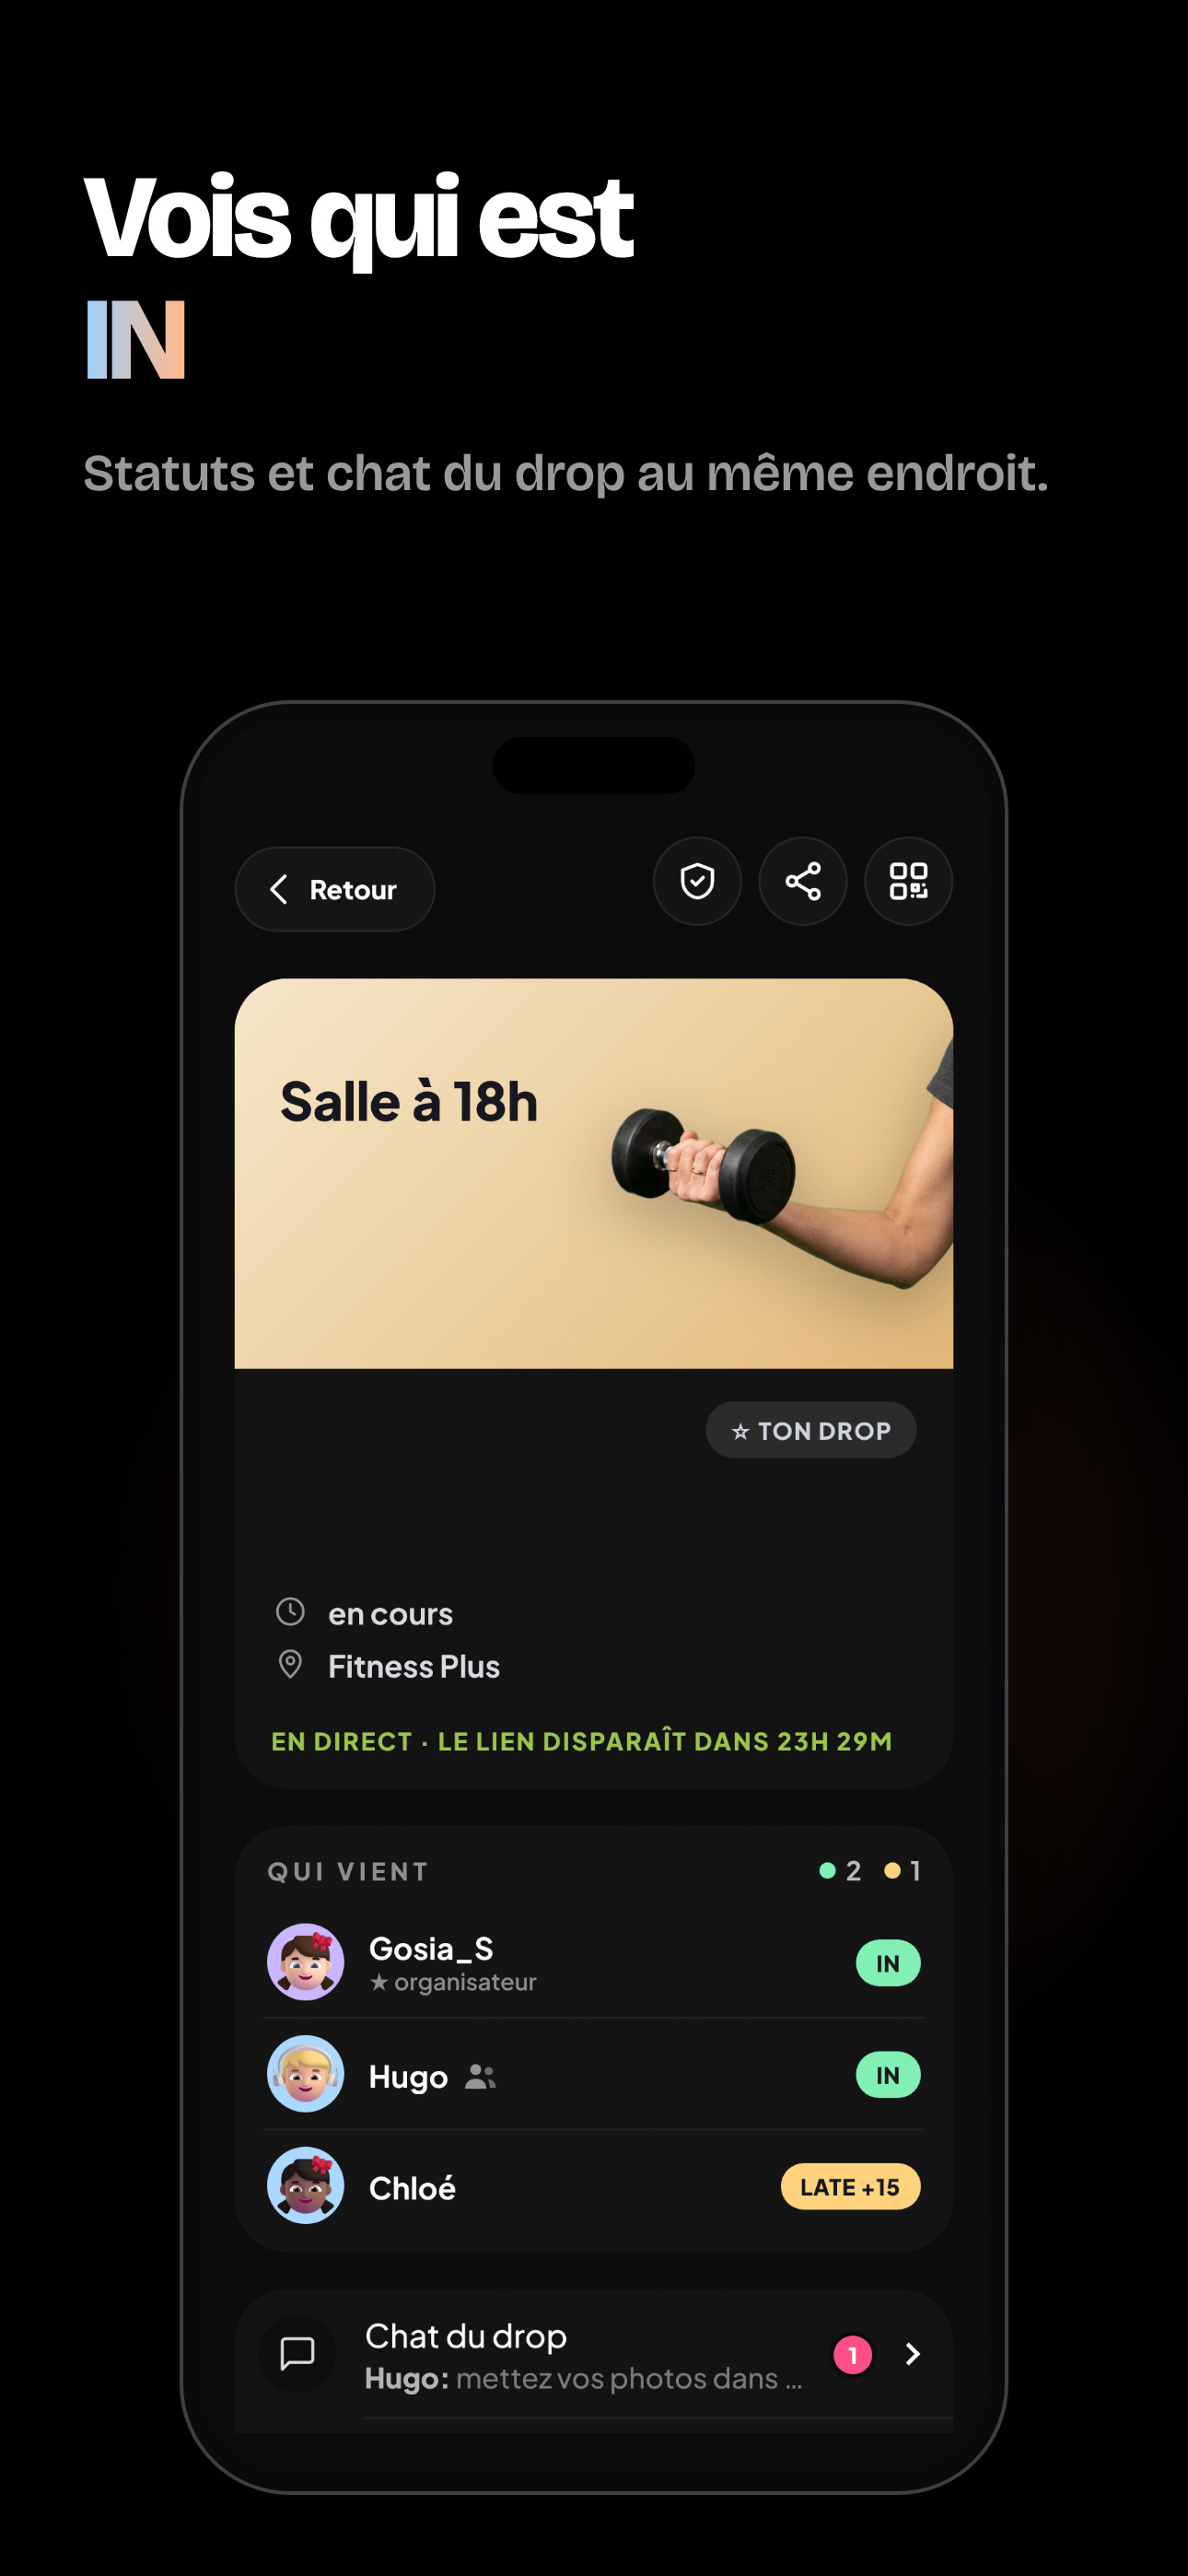 Vois qui est
IN
Statuts et chat du drop au même endroit.
Retour
Salle à 18h
☆ TON DROP
en cours
Fitness Plus
EN DIRECT · LE LIEN DISPARAÎT DANS 23H 29M
QUI VIENT 2 1
Gosia_S
★ organisateur
IN
Hugo
IN
Chloé
LATE +15
Chat du drop
Hugo: mettez vos photos dans ...
1